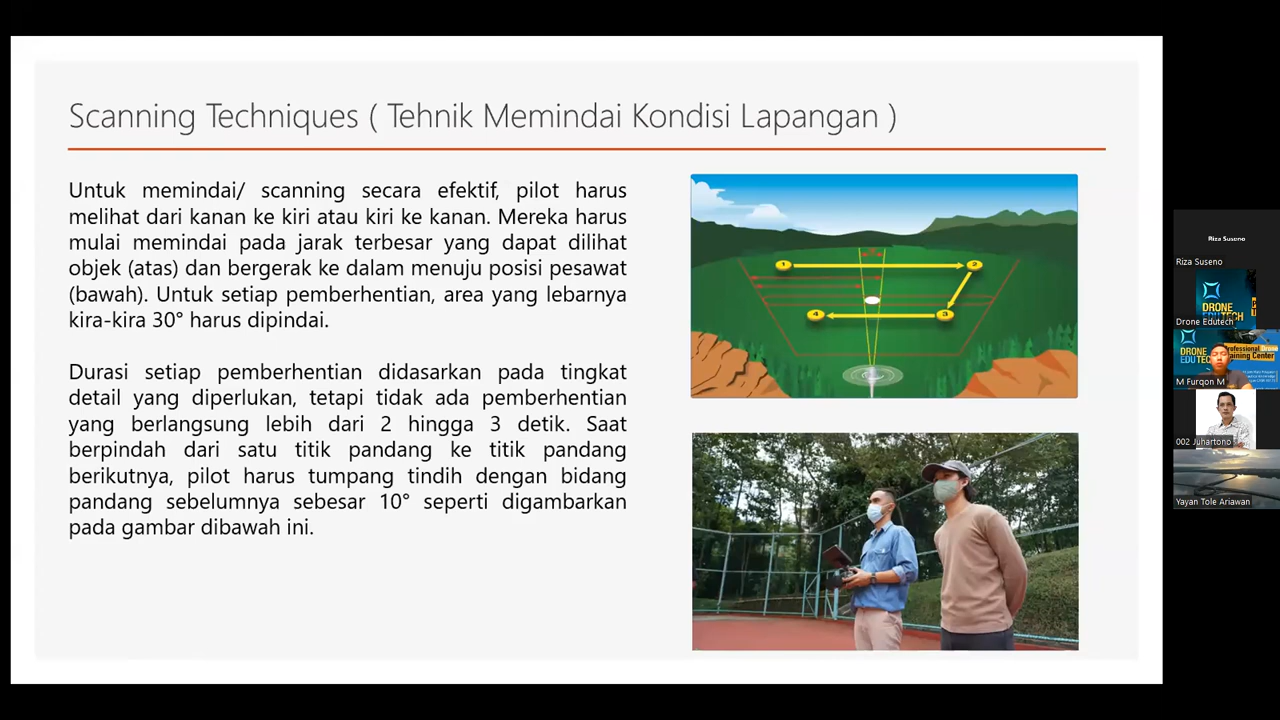 Scanning Techniques ( Tehnik Memindai Kondisi Lapangan )
Untuk memindai/ scanning secara efektif, pilot harus
melihat dari kanan ke kiri atau kiri ke kanan. Mereka harus
mulai memindai pada jarak terbesar yang dapat dilihat
objek (atas) dan bergerak ke dalam menuju posisi pesawat
(bawah). Untuk setiap pemberhentian, area yang lebarnya
kira-kira 30° harus dipindai.
Durasi setiap pemberhentian didasarkan pada tingkat
detail yang diperlukan, tetapi tidak ada pemberhentian
yang berlangsung lebih dari 2 hingga 3 detik. Saat
berpindah dari satu titik pandang ke titik pandang
berikutnya, pilot harus tumpang tindih dengan bidang
pandang sebelumnya sebesar 10° seperti digambarkan
pada gambar dibawah ini.
1
2
4
3
Riza Suseno
Riza Suseno
DRONE
EDUTECH
Drone Edutech
DRONE
EDUTE
Professional Drone
Training Center
M Furqon M
002 Juhartono
Yayan Tole Ariawan